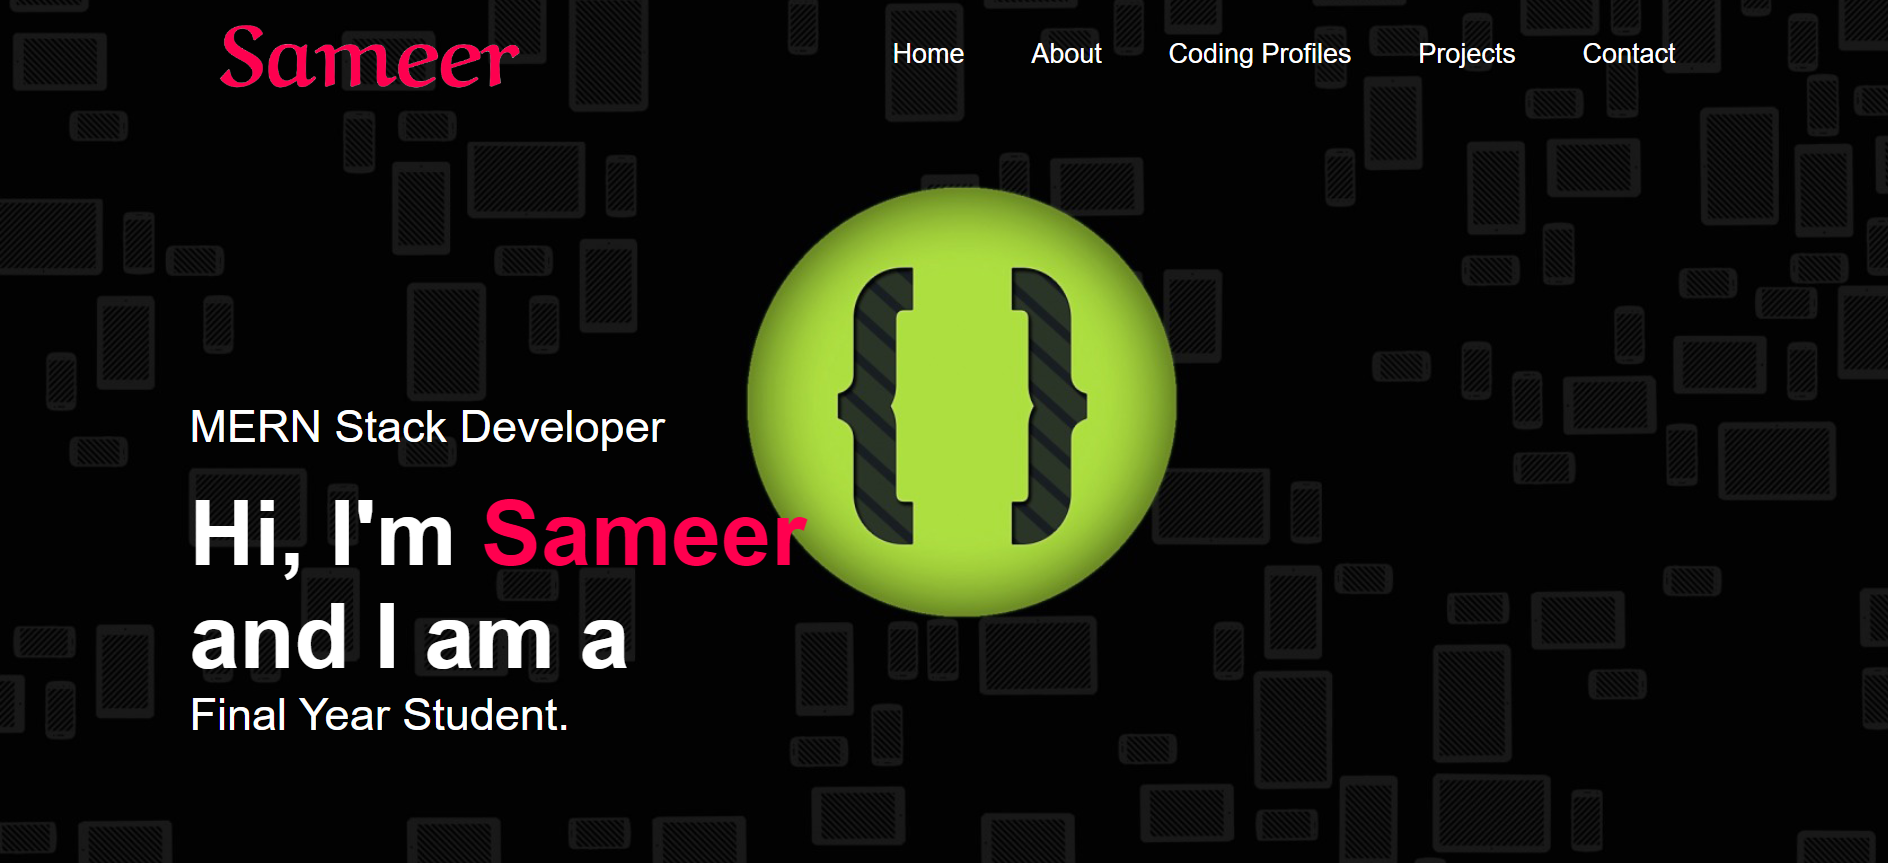 Sameer
Home About Coding Profiles Projects Contact
{ }
MERN Stack Developer
Hi, I'm Sameer
and I am a
Final Year Student.